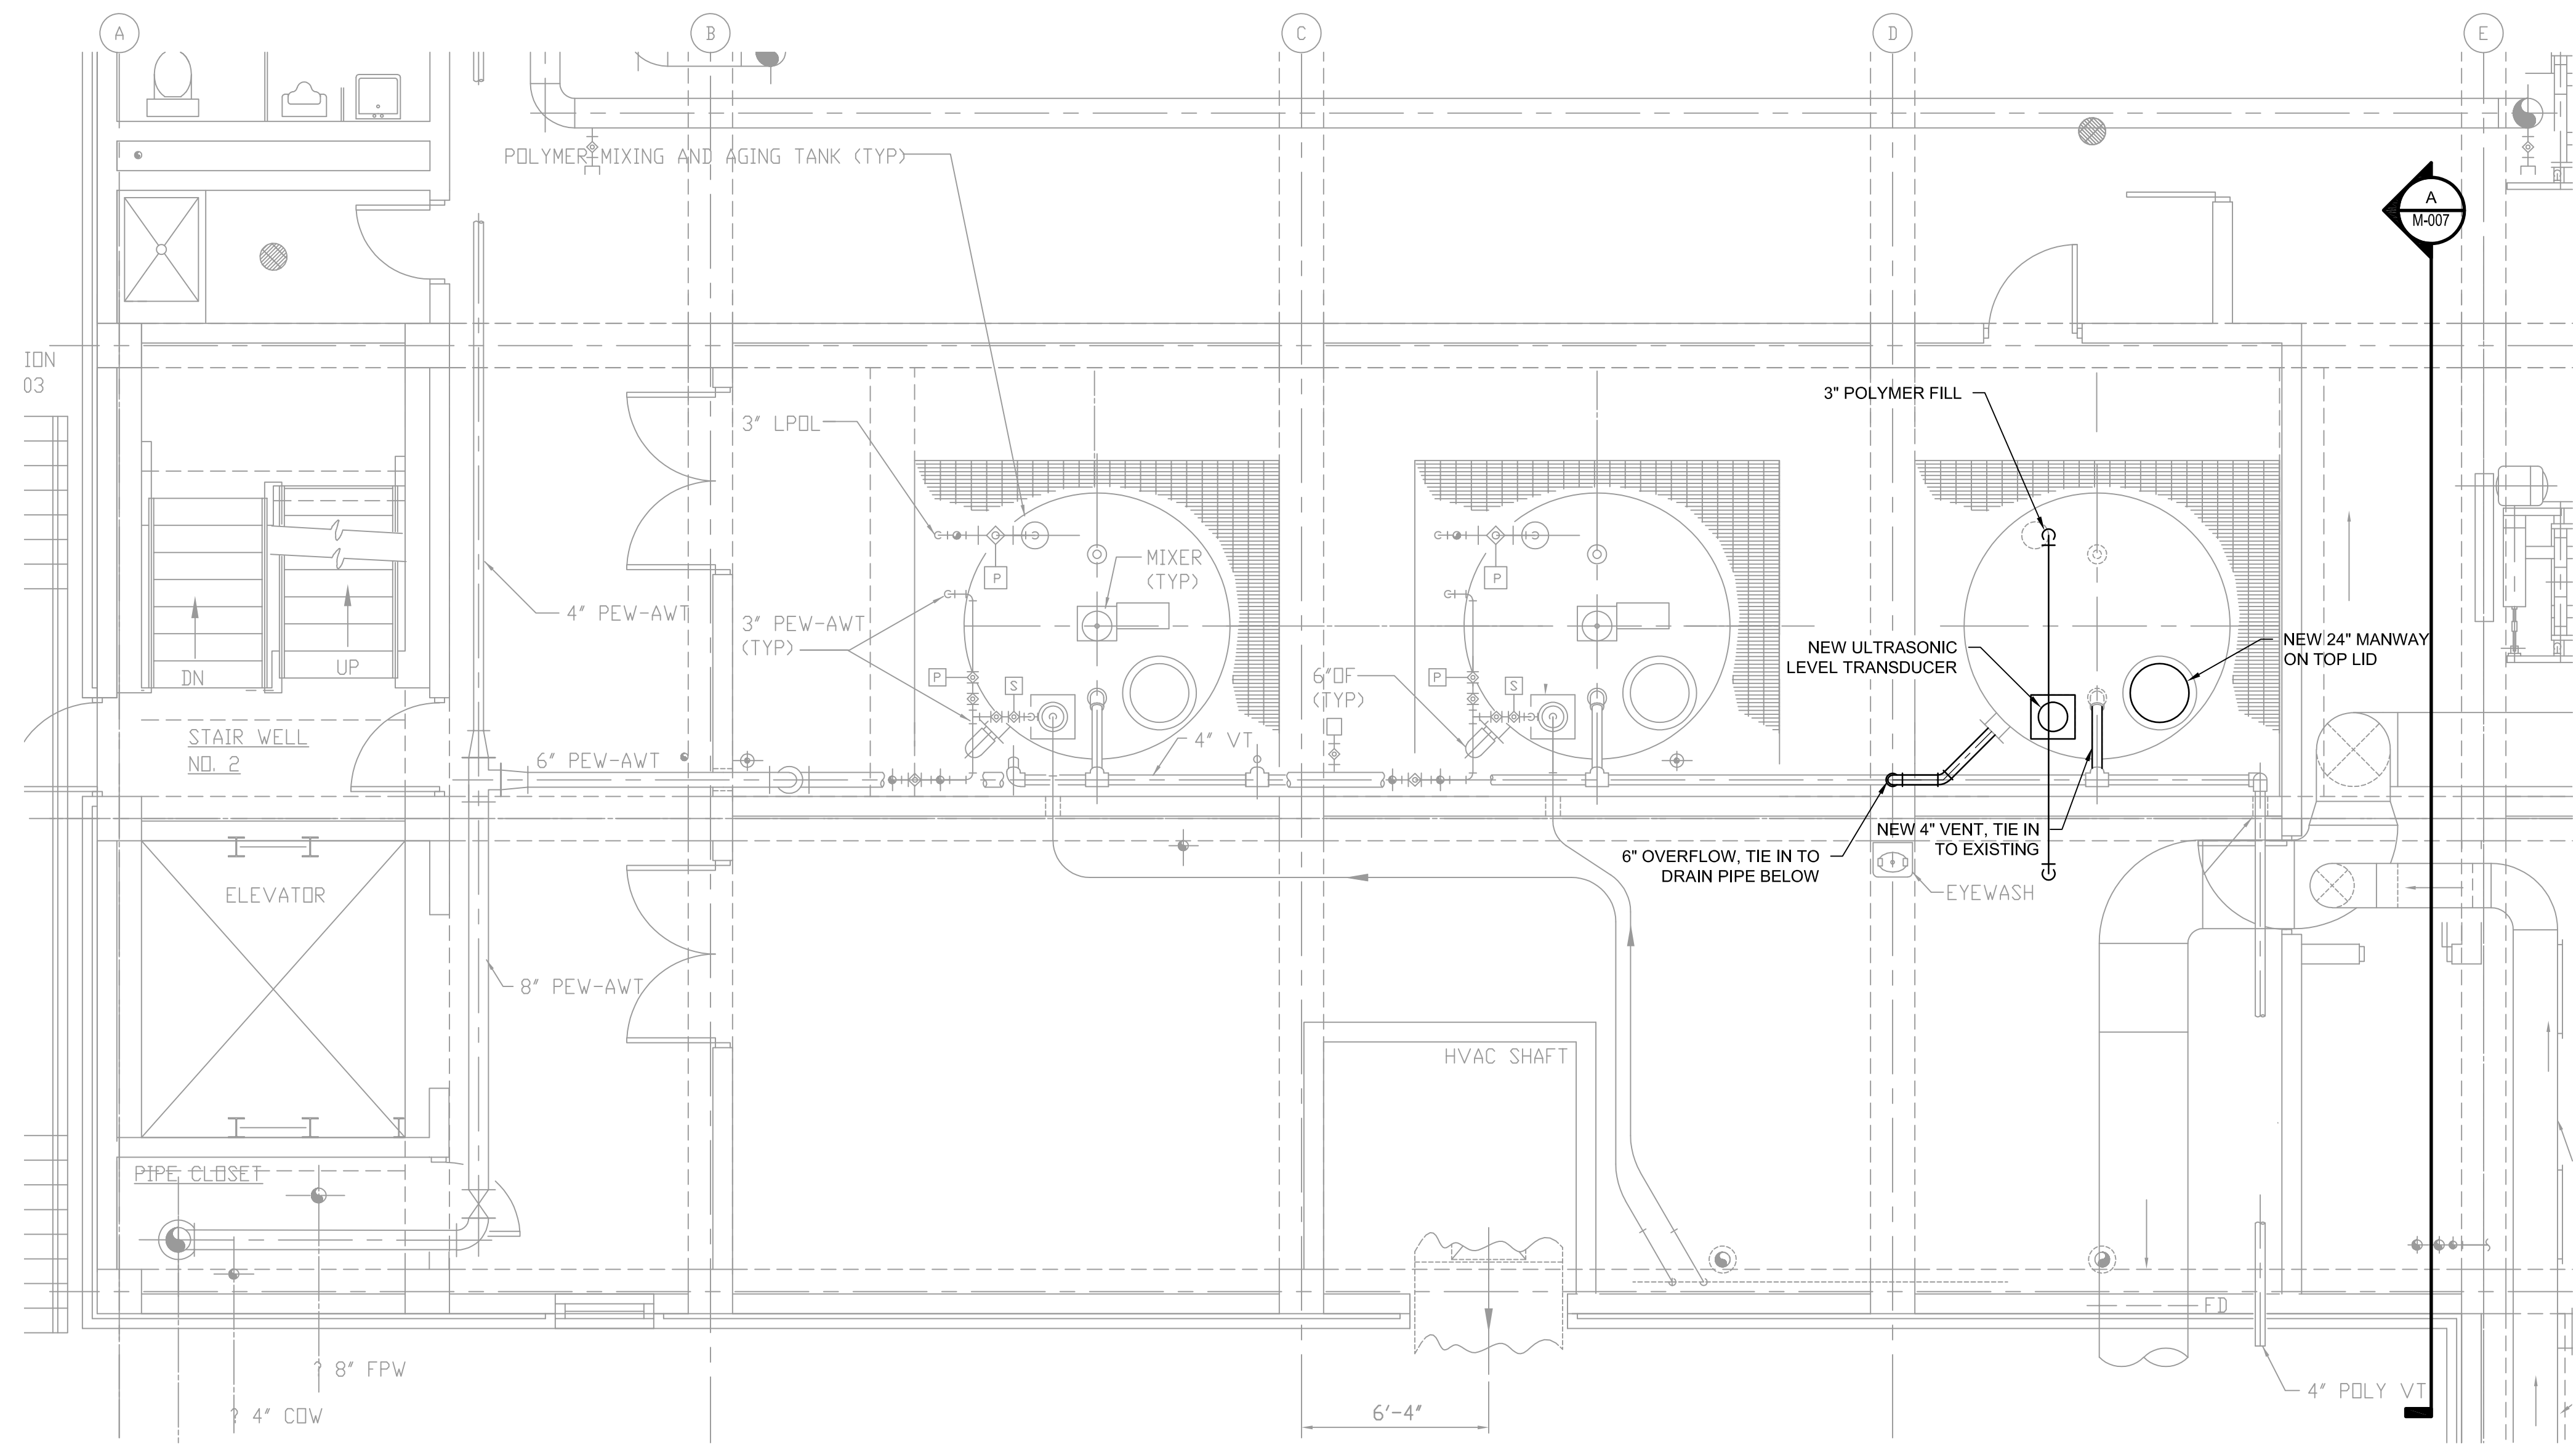 A
B
C
D
E
POLYMER MIXING AND AGING TANK (TYP)
A
M-007
ION
03
3" POLYMER FILL
3" LPOL
MIXER
(TYP)
4" PEW-AWT
3" PEW-AWT
(TYP)
P
P
P
P
S
S
NEW ULTRASONIC
LEVEL TRANSDUCER
NEW 24" MANWAY
ON TOP LID
DN
UP
6"OF
(TYP)
STAIR WELL
NO. 2
6" PEW-AWT
4" VT
NEW 4" VENT, TIE IN
TO EXISTING
6" OVERFLOW, TIE IN TO
DRAIN PIPE BELOW
EYEWASH
ELEVATOR
8" PEW-AWT
HVAC SHAFT
PIPE CLOSET
FD
? 8" FPW
? 4" COW
6'-4"
4" POLY VT